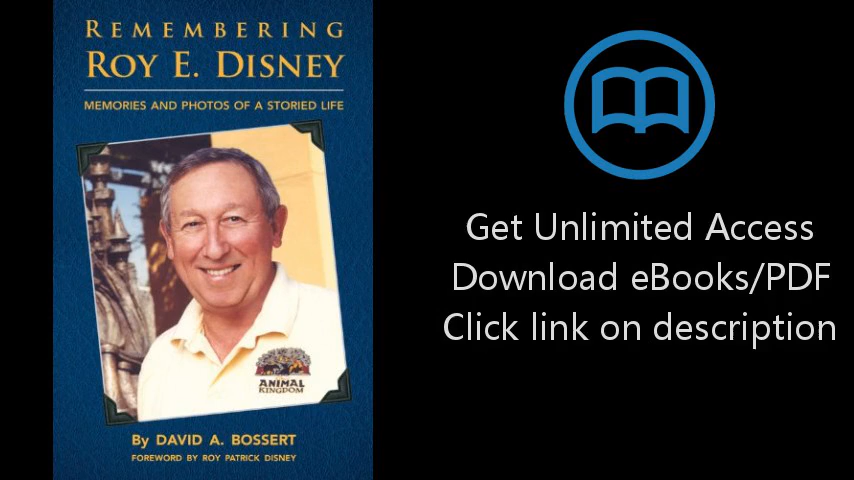 REMEMBERING
ROY E. DISNEY
MEMORIES AND PHOTOS OF A STORIED LIFE
ANIMAL
KINGDOM
By DAVID A. BOSSERT
FOREWORD BY ROY PATRICK DISNEY
Get Unlimited Access
Download eBooks/PDF
Click link on description